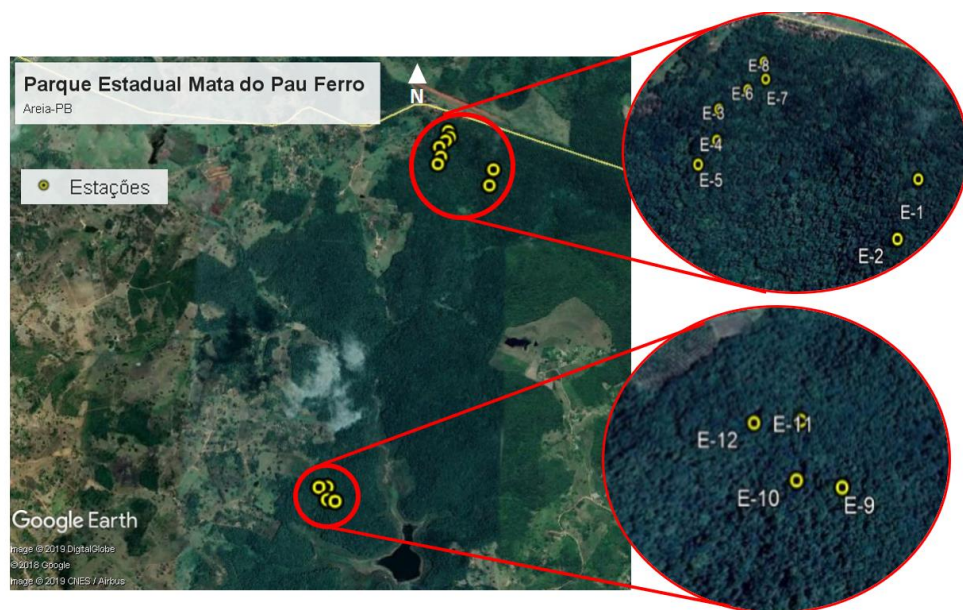 Parque Estadual Mata do Pau Ferro
Areia-PB
N
Estações
E-8
E-7
E-6
E-3
E-4
E-5
E-1
E-2
E-12
E-11
E-10
E-9
Google Earth
Image © 2019 DigitalGlobe
©2018 Google
Image © 2019 CNES / Airbus